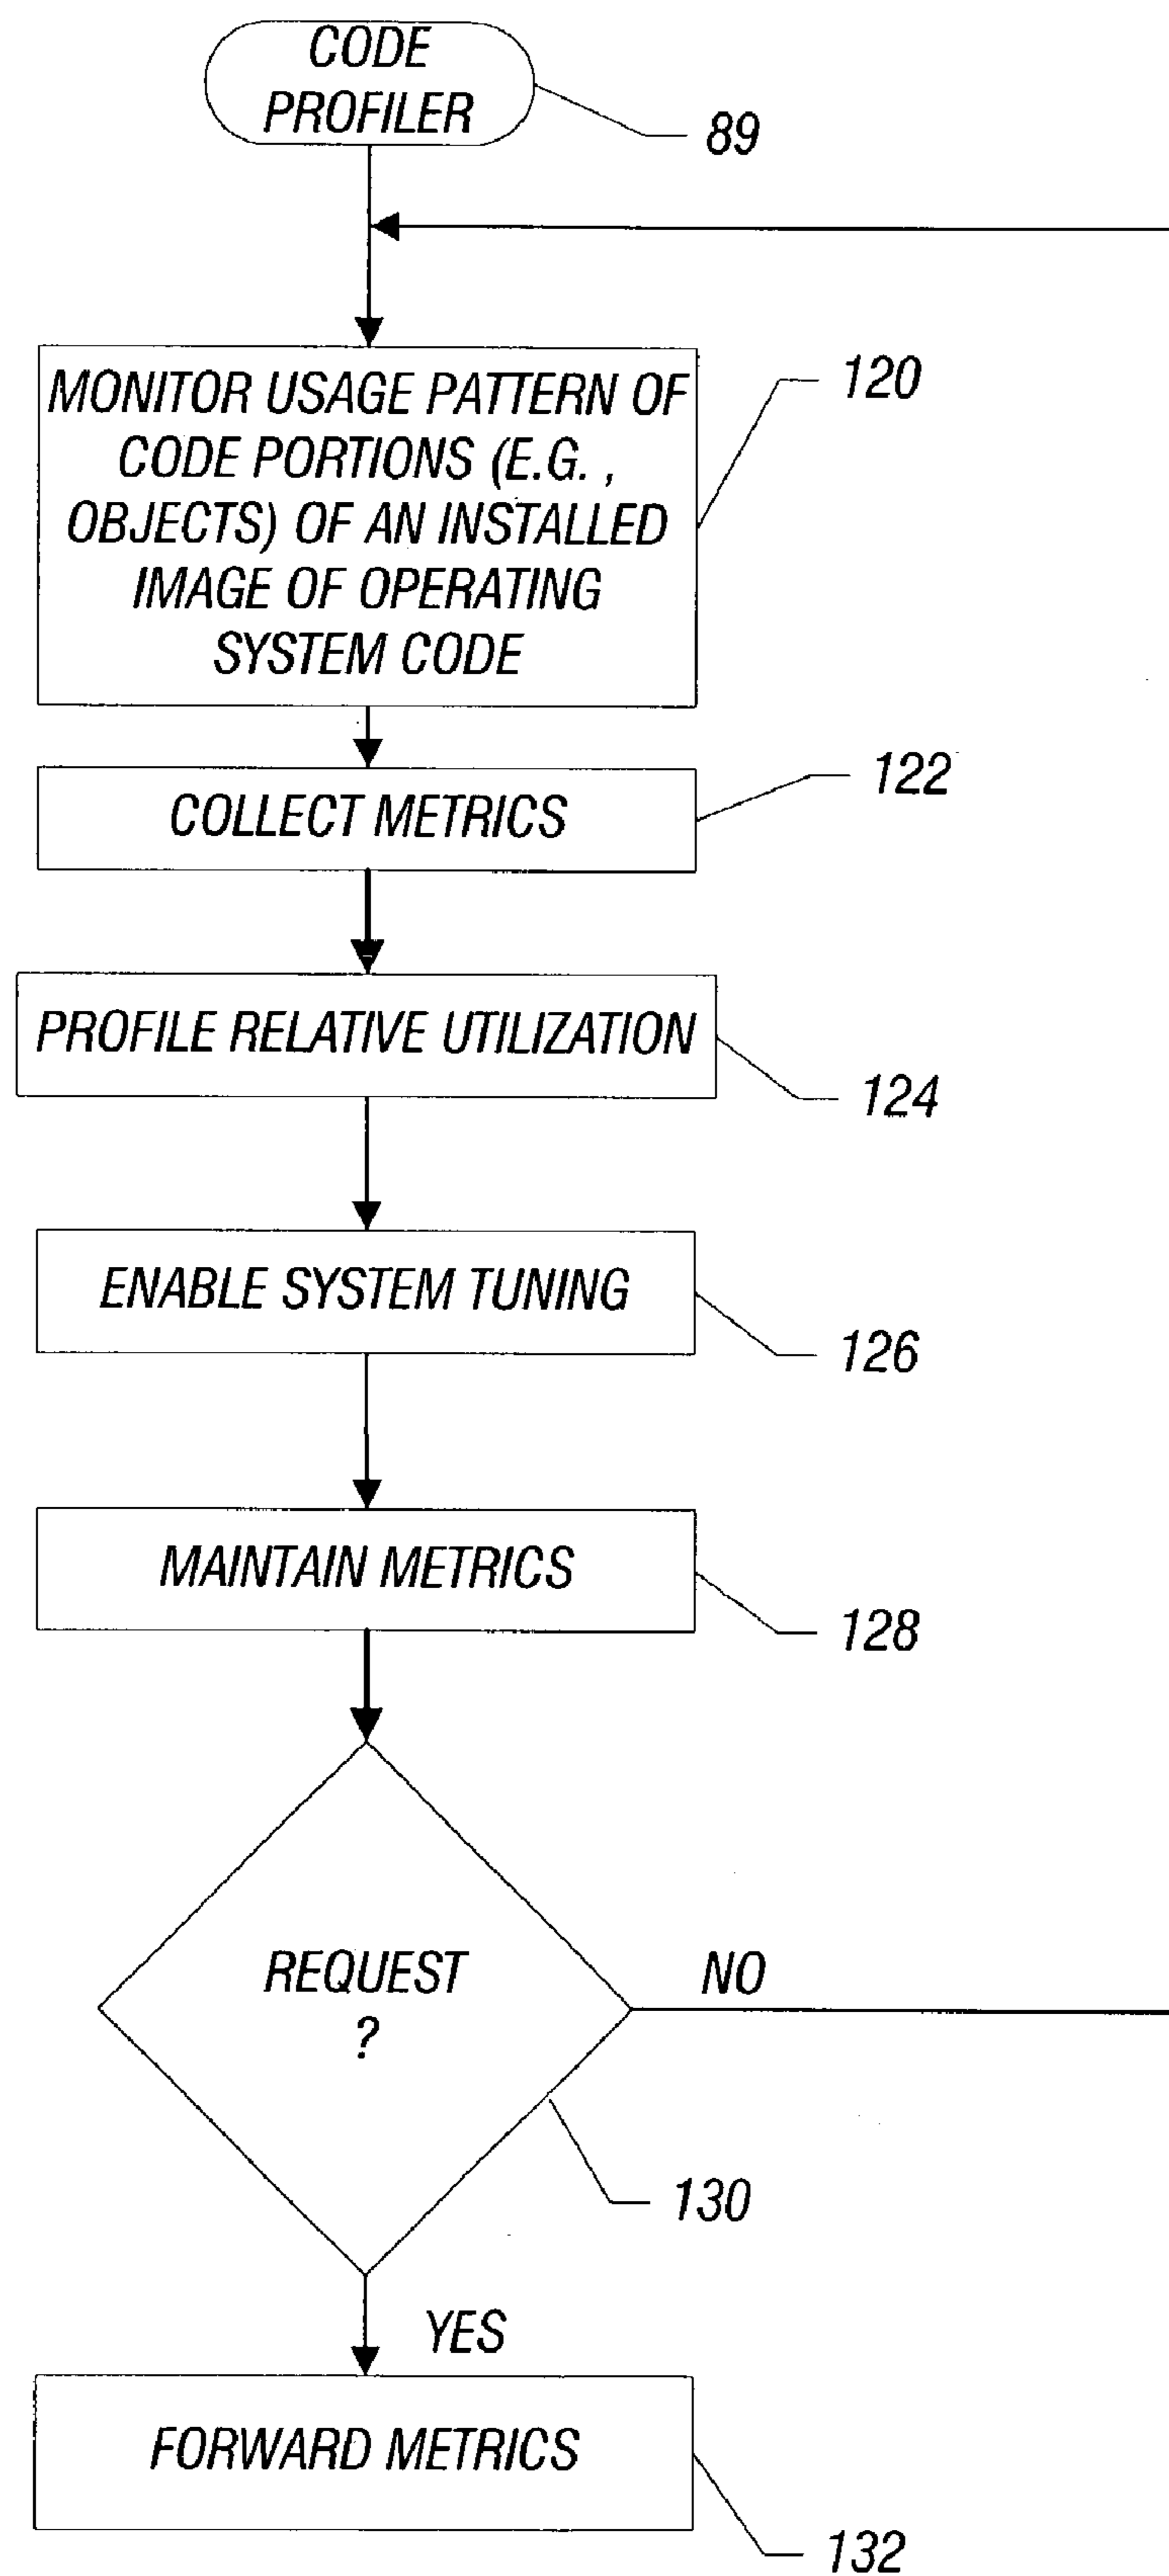 CODE
PROFILER
89
MONITOR USAGE PATTERN OF
CODE PORTIONS (E.G. ,
OBJECTS) OF AN INSTALLED
IMAGE OF OPERATING
SYSTEM CODE
120
COLLECT METRICS
122
PROFILE RELATIVE UTILIZATION
124
ENABLE SYSTEM TUNING
126
MAINTAIN METRICS
128
REQUEST
?
NO
130
YES
FORWARD METRICS
132